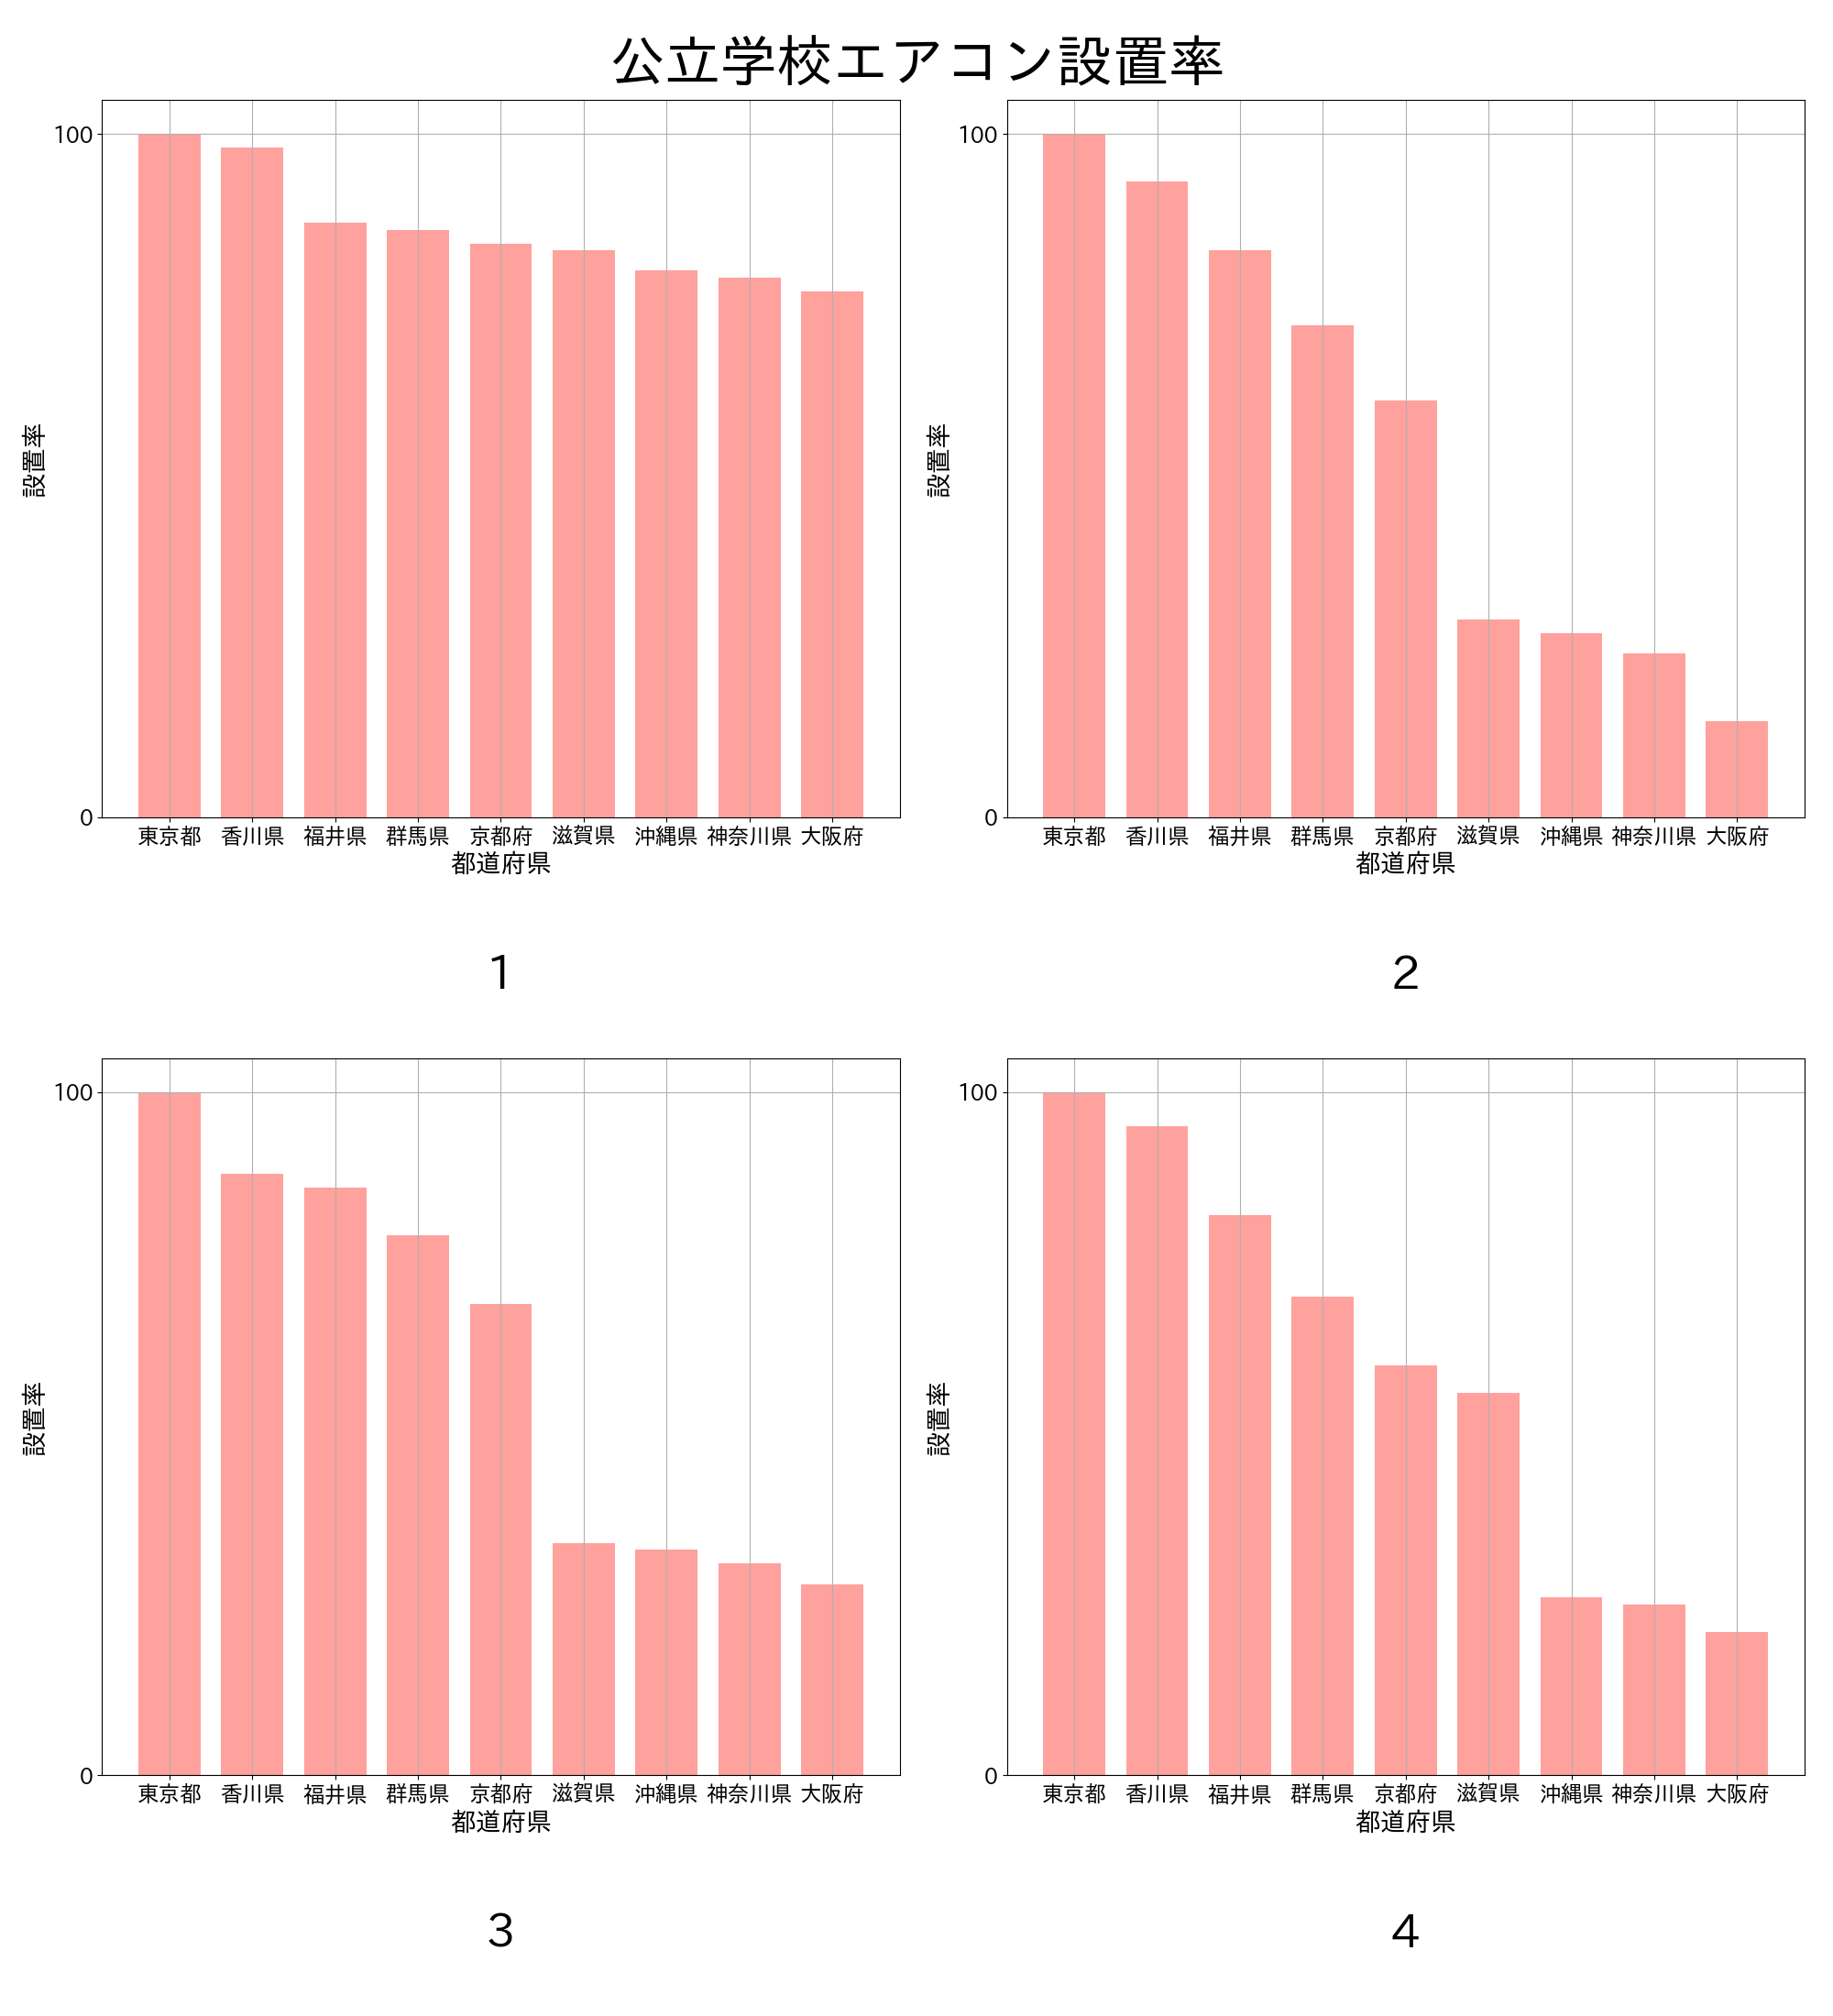 公立学校エアコン設置率
100
設置率
0
東京都 香川県 福井県 群馬県 京都府 滋賀県 沖縄県 神奈川県 大阪府
都道府県
1
100
設置率
0
東京都 香川県 福井県 群馬県 京都府 滋賀県 沖縄県 神奈川県 大阪府
都道府県
2
100
設置率
0
東京都 香川県 福井県 群馬県 京都府 滋賀県 沖縄県 神奈川県 大阪府
都道府県
3
100
設置率
0
東京都 香川県 福井県 群馬県 京都府 滋賀県 沖縄県 神奈川県 大阪府
都道府県
4